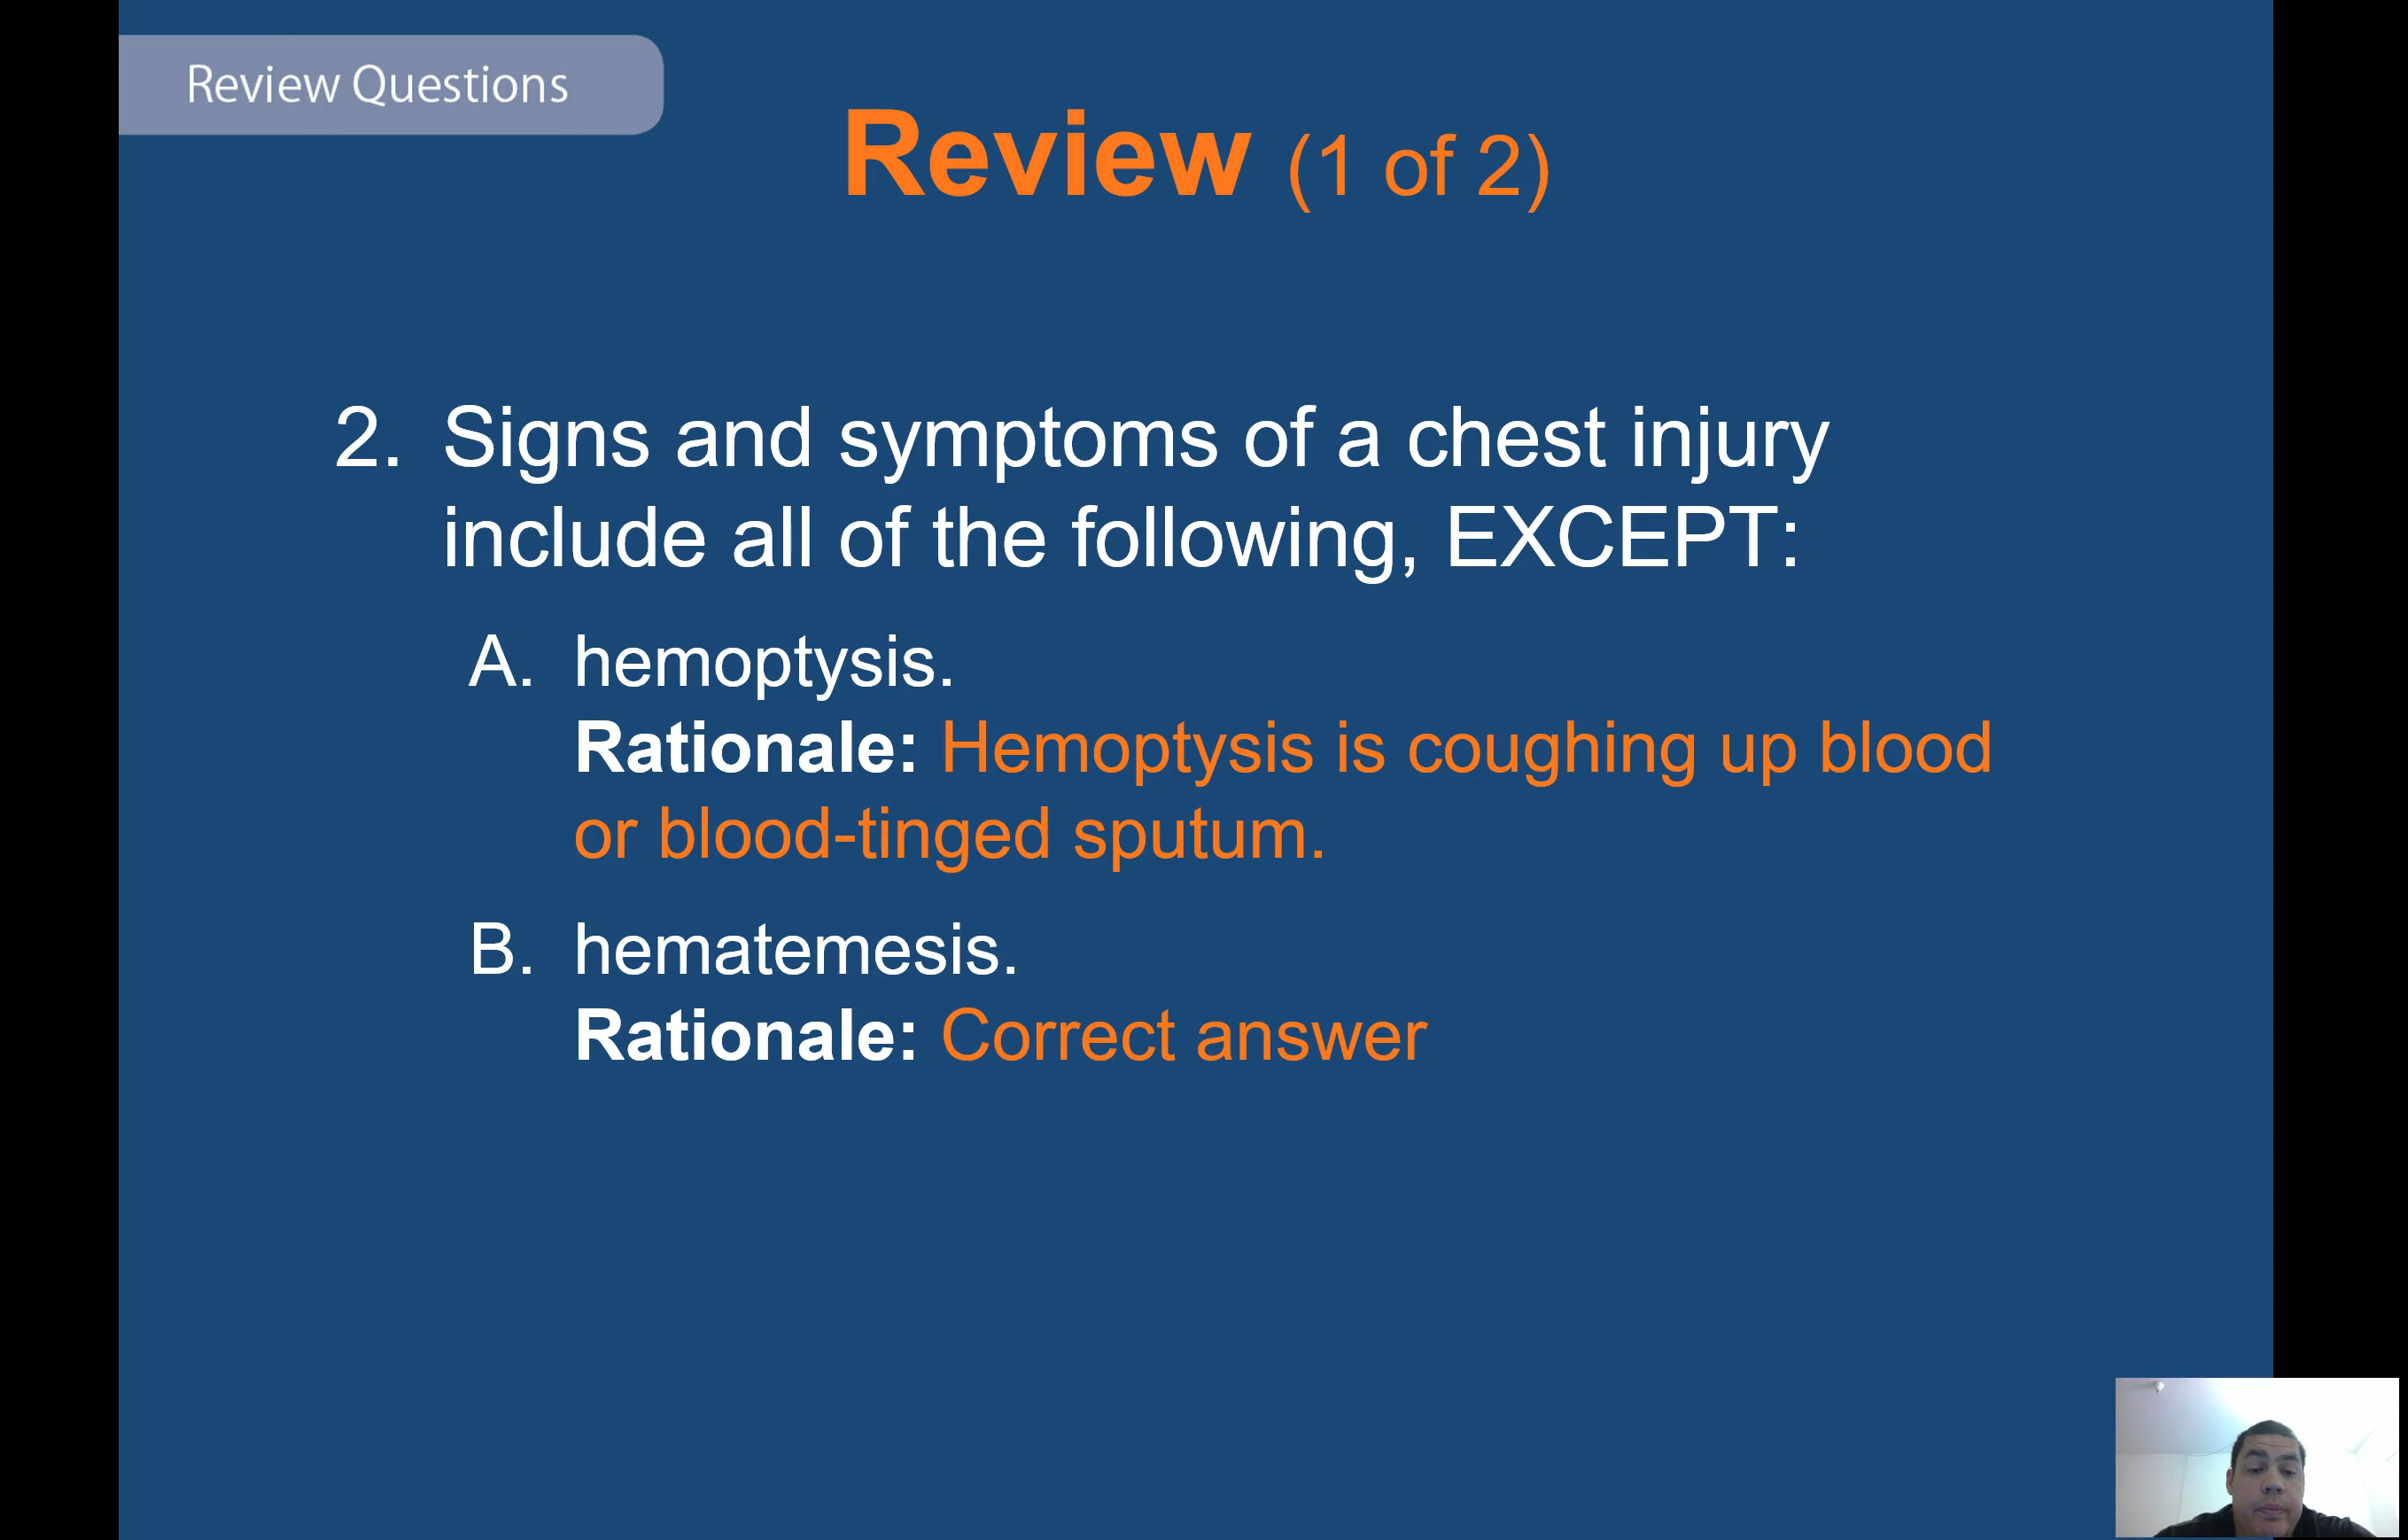 Review Questions
Review (1 of 2)
2. Signs and symptoms of a chest injury
include all of the following, EXCEPT:
A. hemoptysis.
Rationale: Hemoptysis is coughing up blood
or blood-tinged sputum.
B. hematemesis.
Rationale: Correct answer